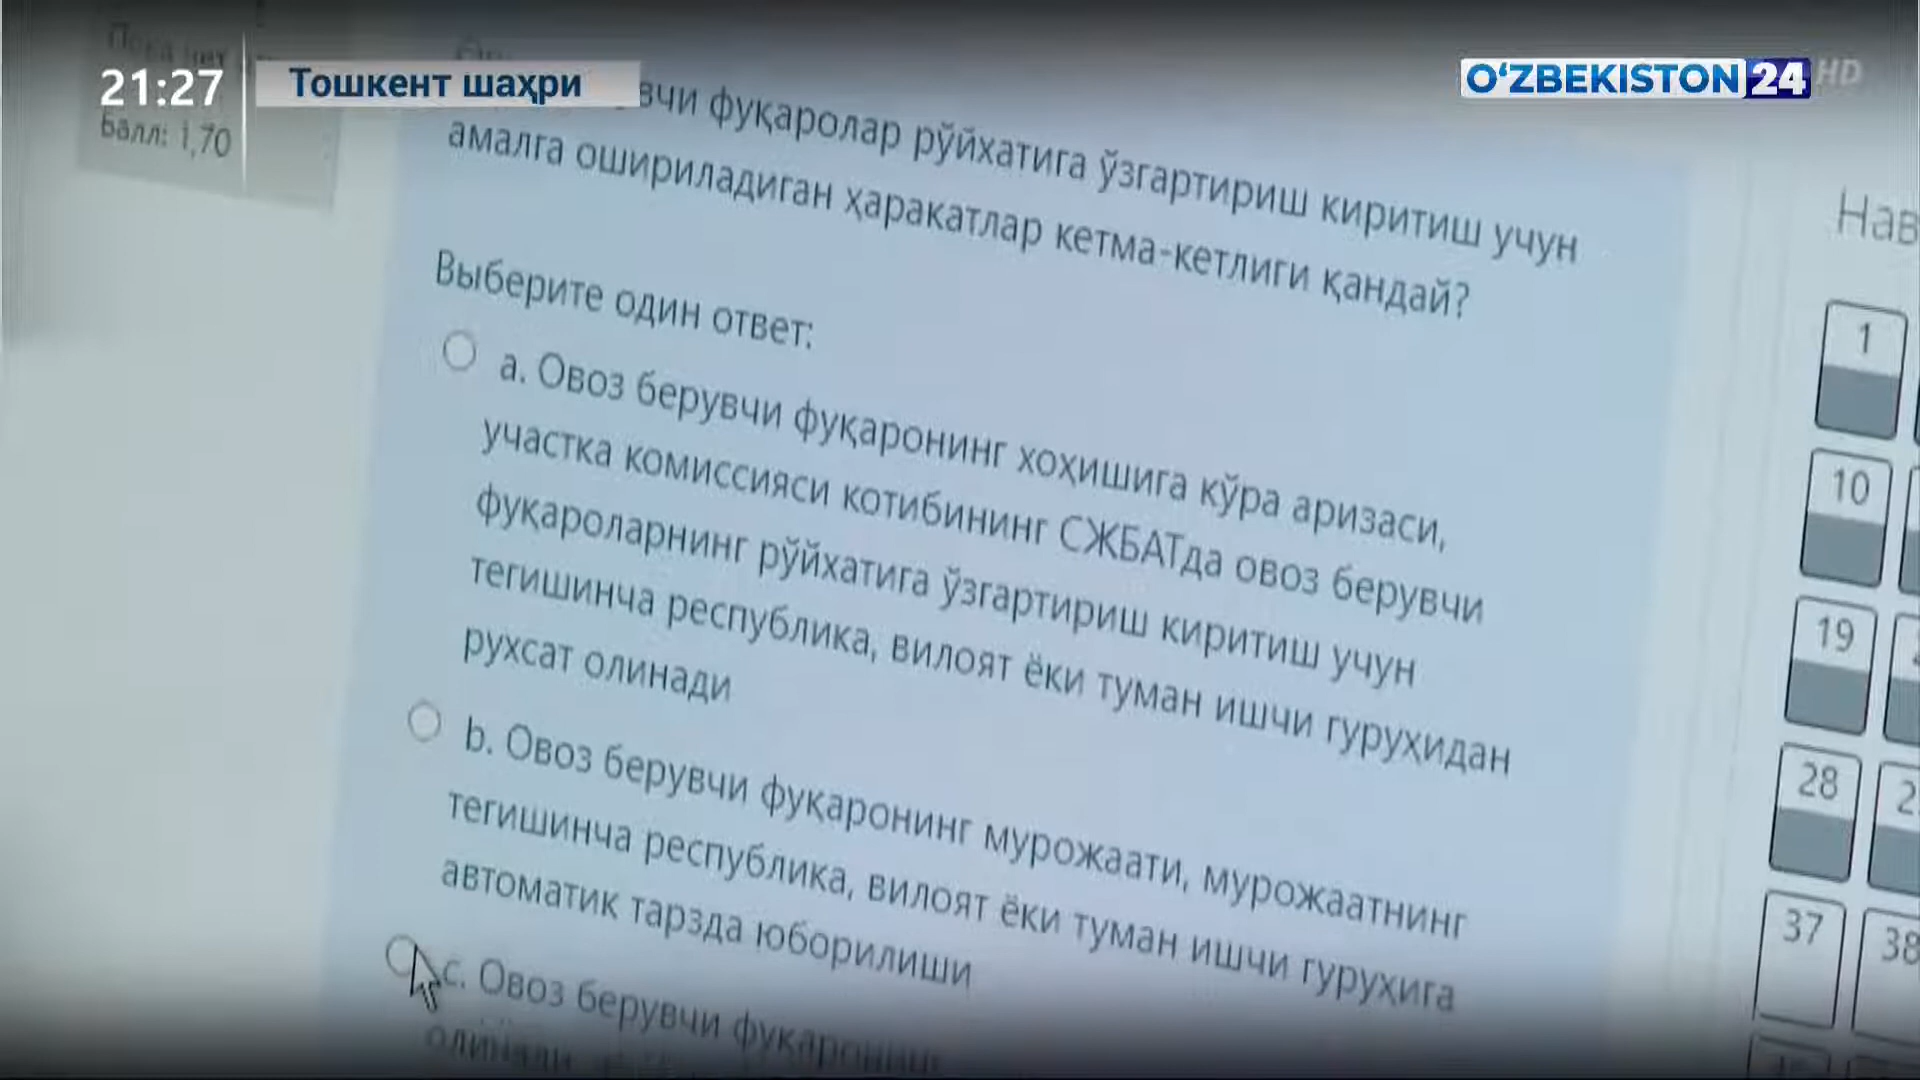 21:27
Тошкент шаҳри
O‘ZBEKISTON 24 HD
Балл: 1,70
вчи фуқаролар рўйхатига ўзгартириш киритиш учун
амалга ошириладиган ҳаракатлар кетма-кетлиги қандай?
Выберите один ответ:
a. Овоз берувчи фуқаронинг хоҳишига кўра аризаси,
участка комиссияси котибининг СЖБАТда овоз берувчи
фуқароларнинг рўйхатига ўзгартириш киритиш учун
тегишинча республика, вилоят ёки туман ишчи гуруҳидан
рухсат олинади
b. Овоз берувчи фуқаронинг мурожаати, мурожаатнинг
тегишинча республика, вилоят ёки туман ишчи гуруҳига
автоматик тарзда юборилиши
c. Овоз берувчи фуқаронинг
олинади
Нав
1
10
19
28
37
38